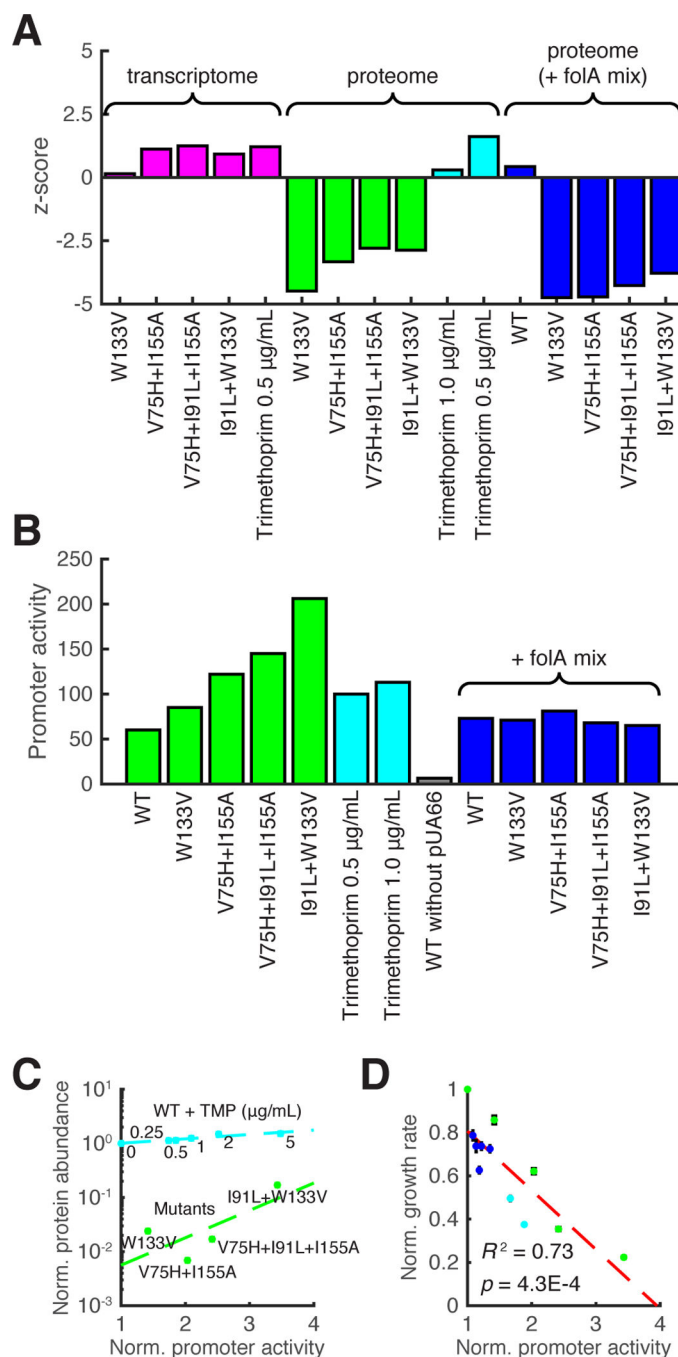 A
transcriptome
proteome
proteome
(+ folA mix)
z-score
5
2.5
0
-2.5
-5
W133V
V75H+I155A
V75H+I91L+I155A
I91L+W133V
Trimethoprim 0.5 µg/mL
W133V
V75H+I155A
V75H+I91L+I155A
I91L+W133V
Trimethoprim 1.0 µg/mL
Trimethoprim 0.5 µg/mL
WT
W133V
V75H+I155A
V75H+I91L+I155A
I91L+W133V
B
Promoter activity
250
200
150
100
50
0
+ folA mix
WT
W133V
V75H+I155A
V75H+I91L+I155A
I91L+W133V
Trimethoprim 0.5 µg/mL
Trimethoprim 1.0 µg/mL
WT without pUA66
WT
W133V
V75H+I155A
V75H+I91L+I155A
I91L+W133V
C
Norm. protein abundance
10¹
10⁰
10⁻¹
10⁻²
10⁻³
WT + TMP (µg/mL)
0.25
0
0.5
1
2
5
Mutants
I91L+W133V
W133V
V75H+I91L+I155A
V75H+I155A
1 2 3 4
Norm. promoter activity
D
Norm. growth rate
1
0.8
0.6
0.4
0.2
0
R² = 0.73
p = 4.3E-4
1 2 3 4
Norm. promoter activity